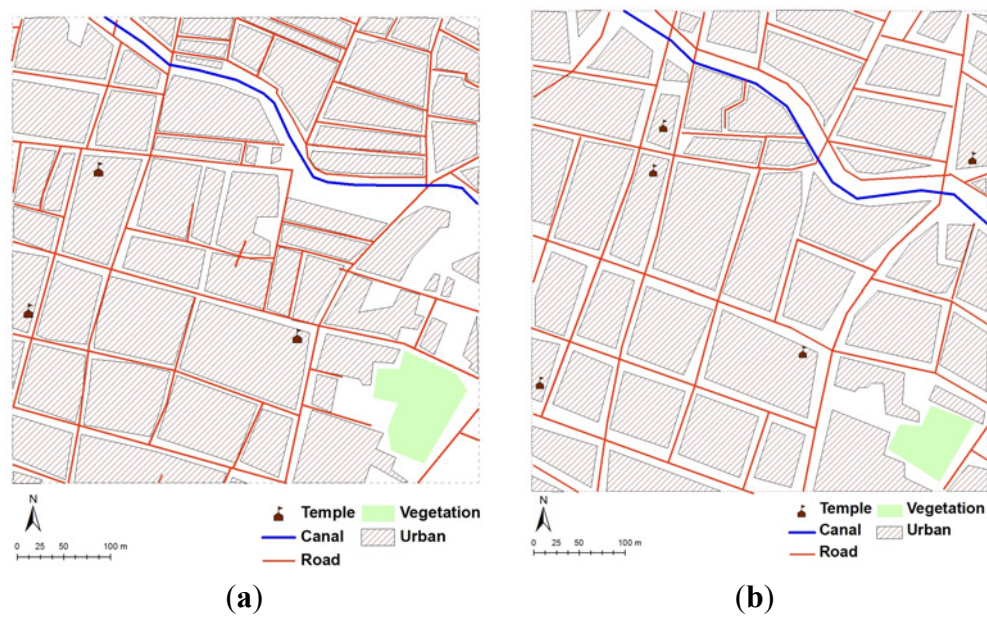 N
Temple Vegetation
Canal Urban
Road
0 25 50 100 m
(a)
N
Temple Vegetation
Canal Urban
Road
0 25 50 100 m
(b)